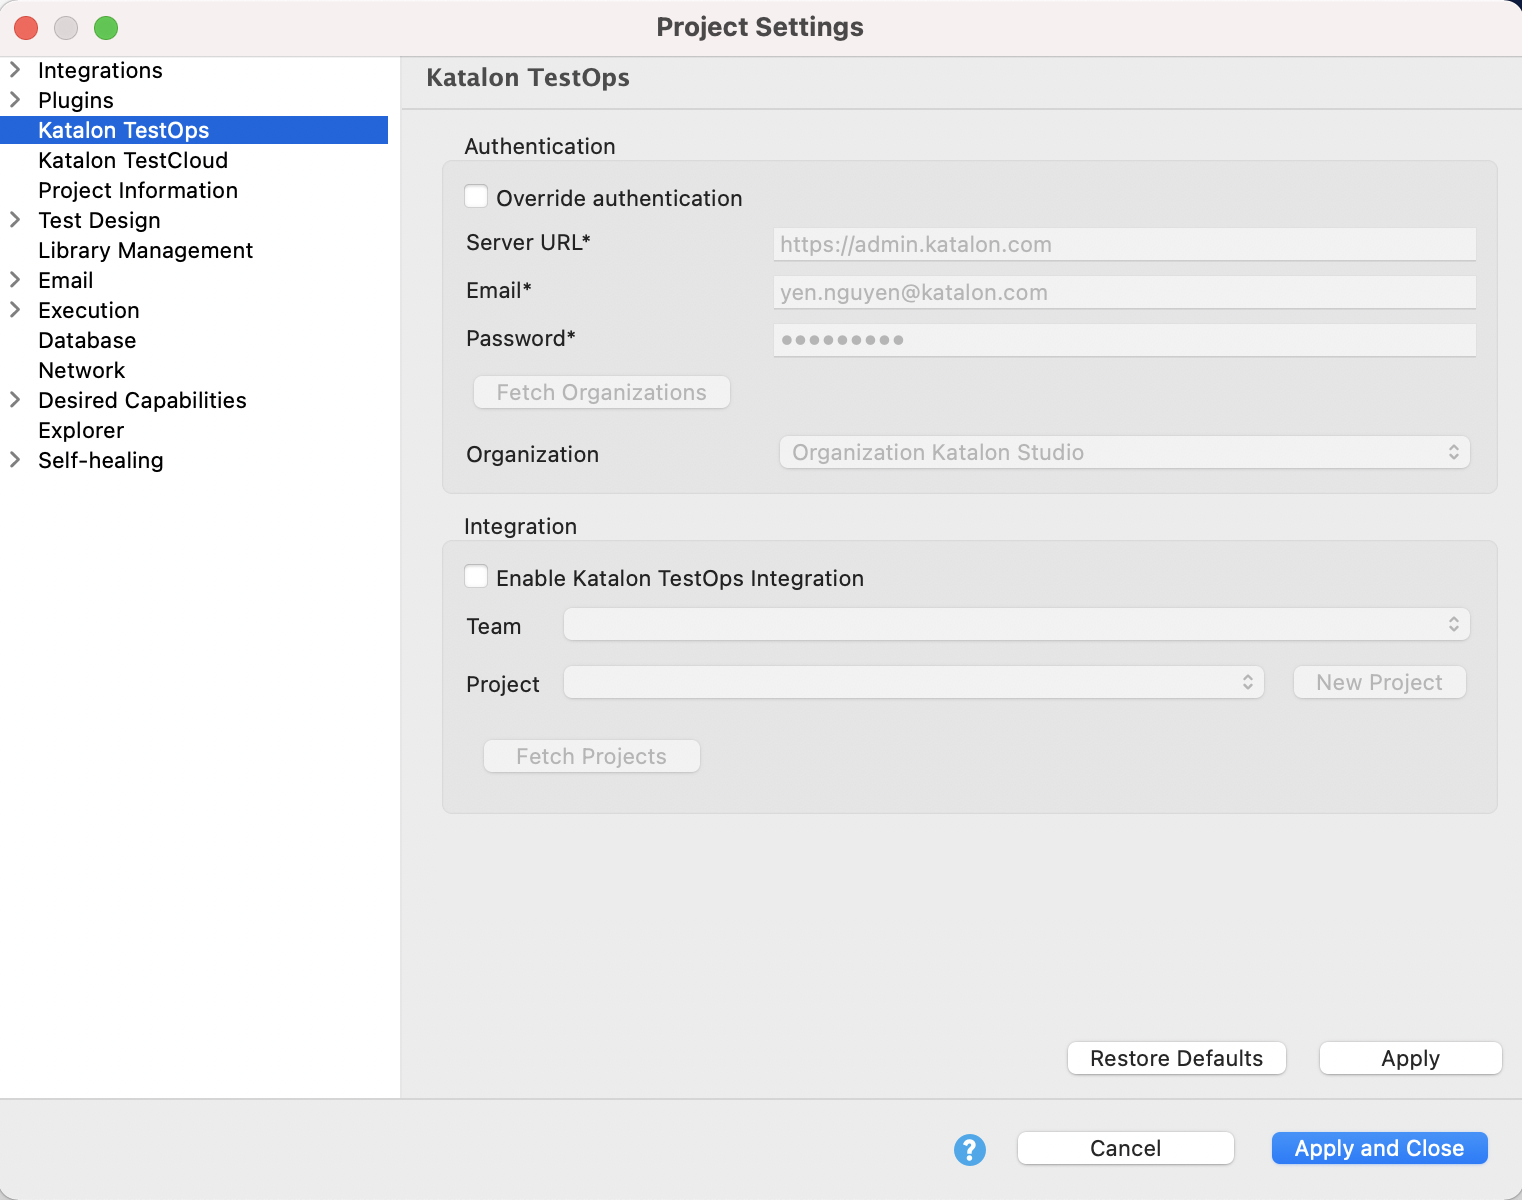 Project Settings
Integrations
Plugins
Katalon TestOps
Katalon TestCloud
Project Information
Test Design
Library Management
Email
Execution
Database
Network
Desired Capabilities
Explorer
Self-healing
Katalon TestOps
Authentication
Override authentication
Server URL* https://admin.katalon.com
Email* yen.nguyen@katalon.com
Password* •••••••••
Fetch Organizations
Organization Organization Katalon Studio
Integration
Enable Katalon TestOps Integration
Team
Project New Project
Fetch Projects
Restore Defaults Apply
? Cancel Apply and Close